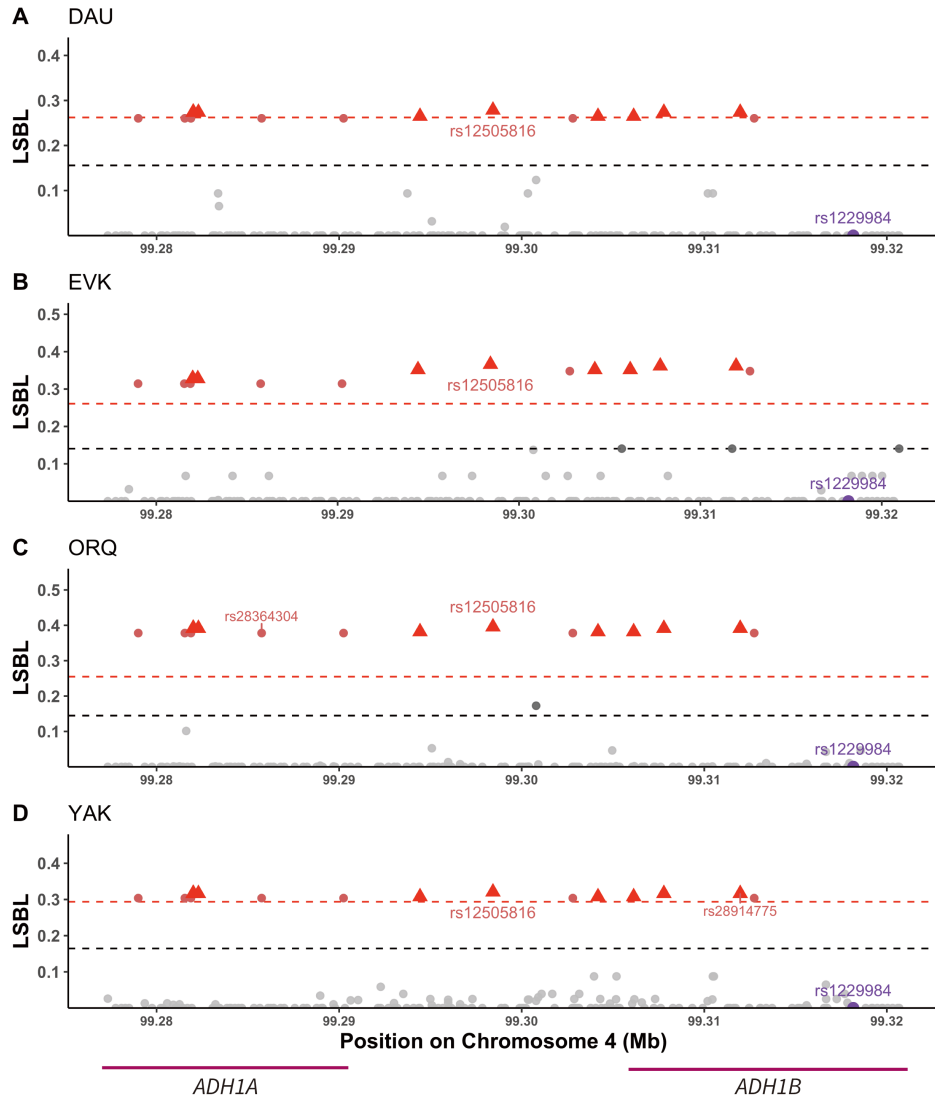 A DAU
0.4
0.3
rs12505816
LSBL
0.2
0.1
rs1229984
99.28 99.29 99.30 99.31 99.32
B EVK
0.5
0.4
rs12505816
0.3
LSBL
0.2
0.1
rs1229984
99.28 99.29 99.30 99.31 99.32
C ORQ
0.5
rs28364304 rs12505816
0.4
LSBL
0.3
0.2
0.1
rs1229984
99.28 99.29 99.30 99.31 99.32
D YAK
0.4
0.3
rs12505816 rs28914775
LSBL
0.2
0.1
rs1229984
99.28 99.29 99.30 99.31 99.32
Position on Chromosome 4 (Mb)
ADH1A ADH1B